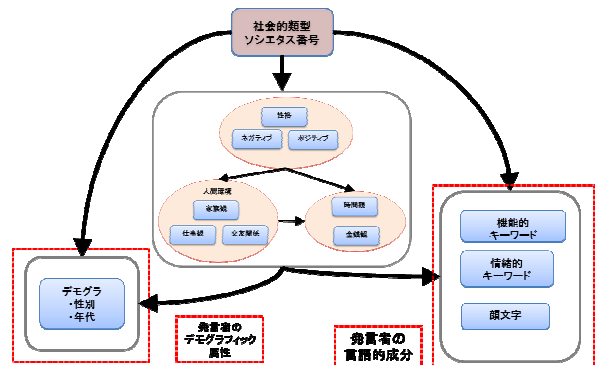 社会的類型
ソシエタス番号
性格
ネガティブ
ポジティブ
人間環境
家族観
仕事観
交友関係
時間観
金銭観
機能的
キーワード
情緒的
キーワード
顔文字
デモグラ
・性別
・年代
発言者の
デモグラフィック
属性
発言者の
言語的成分